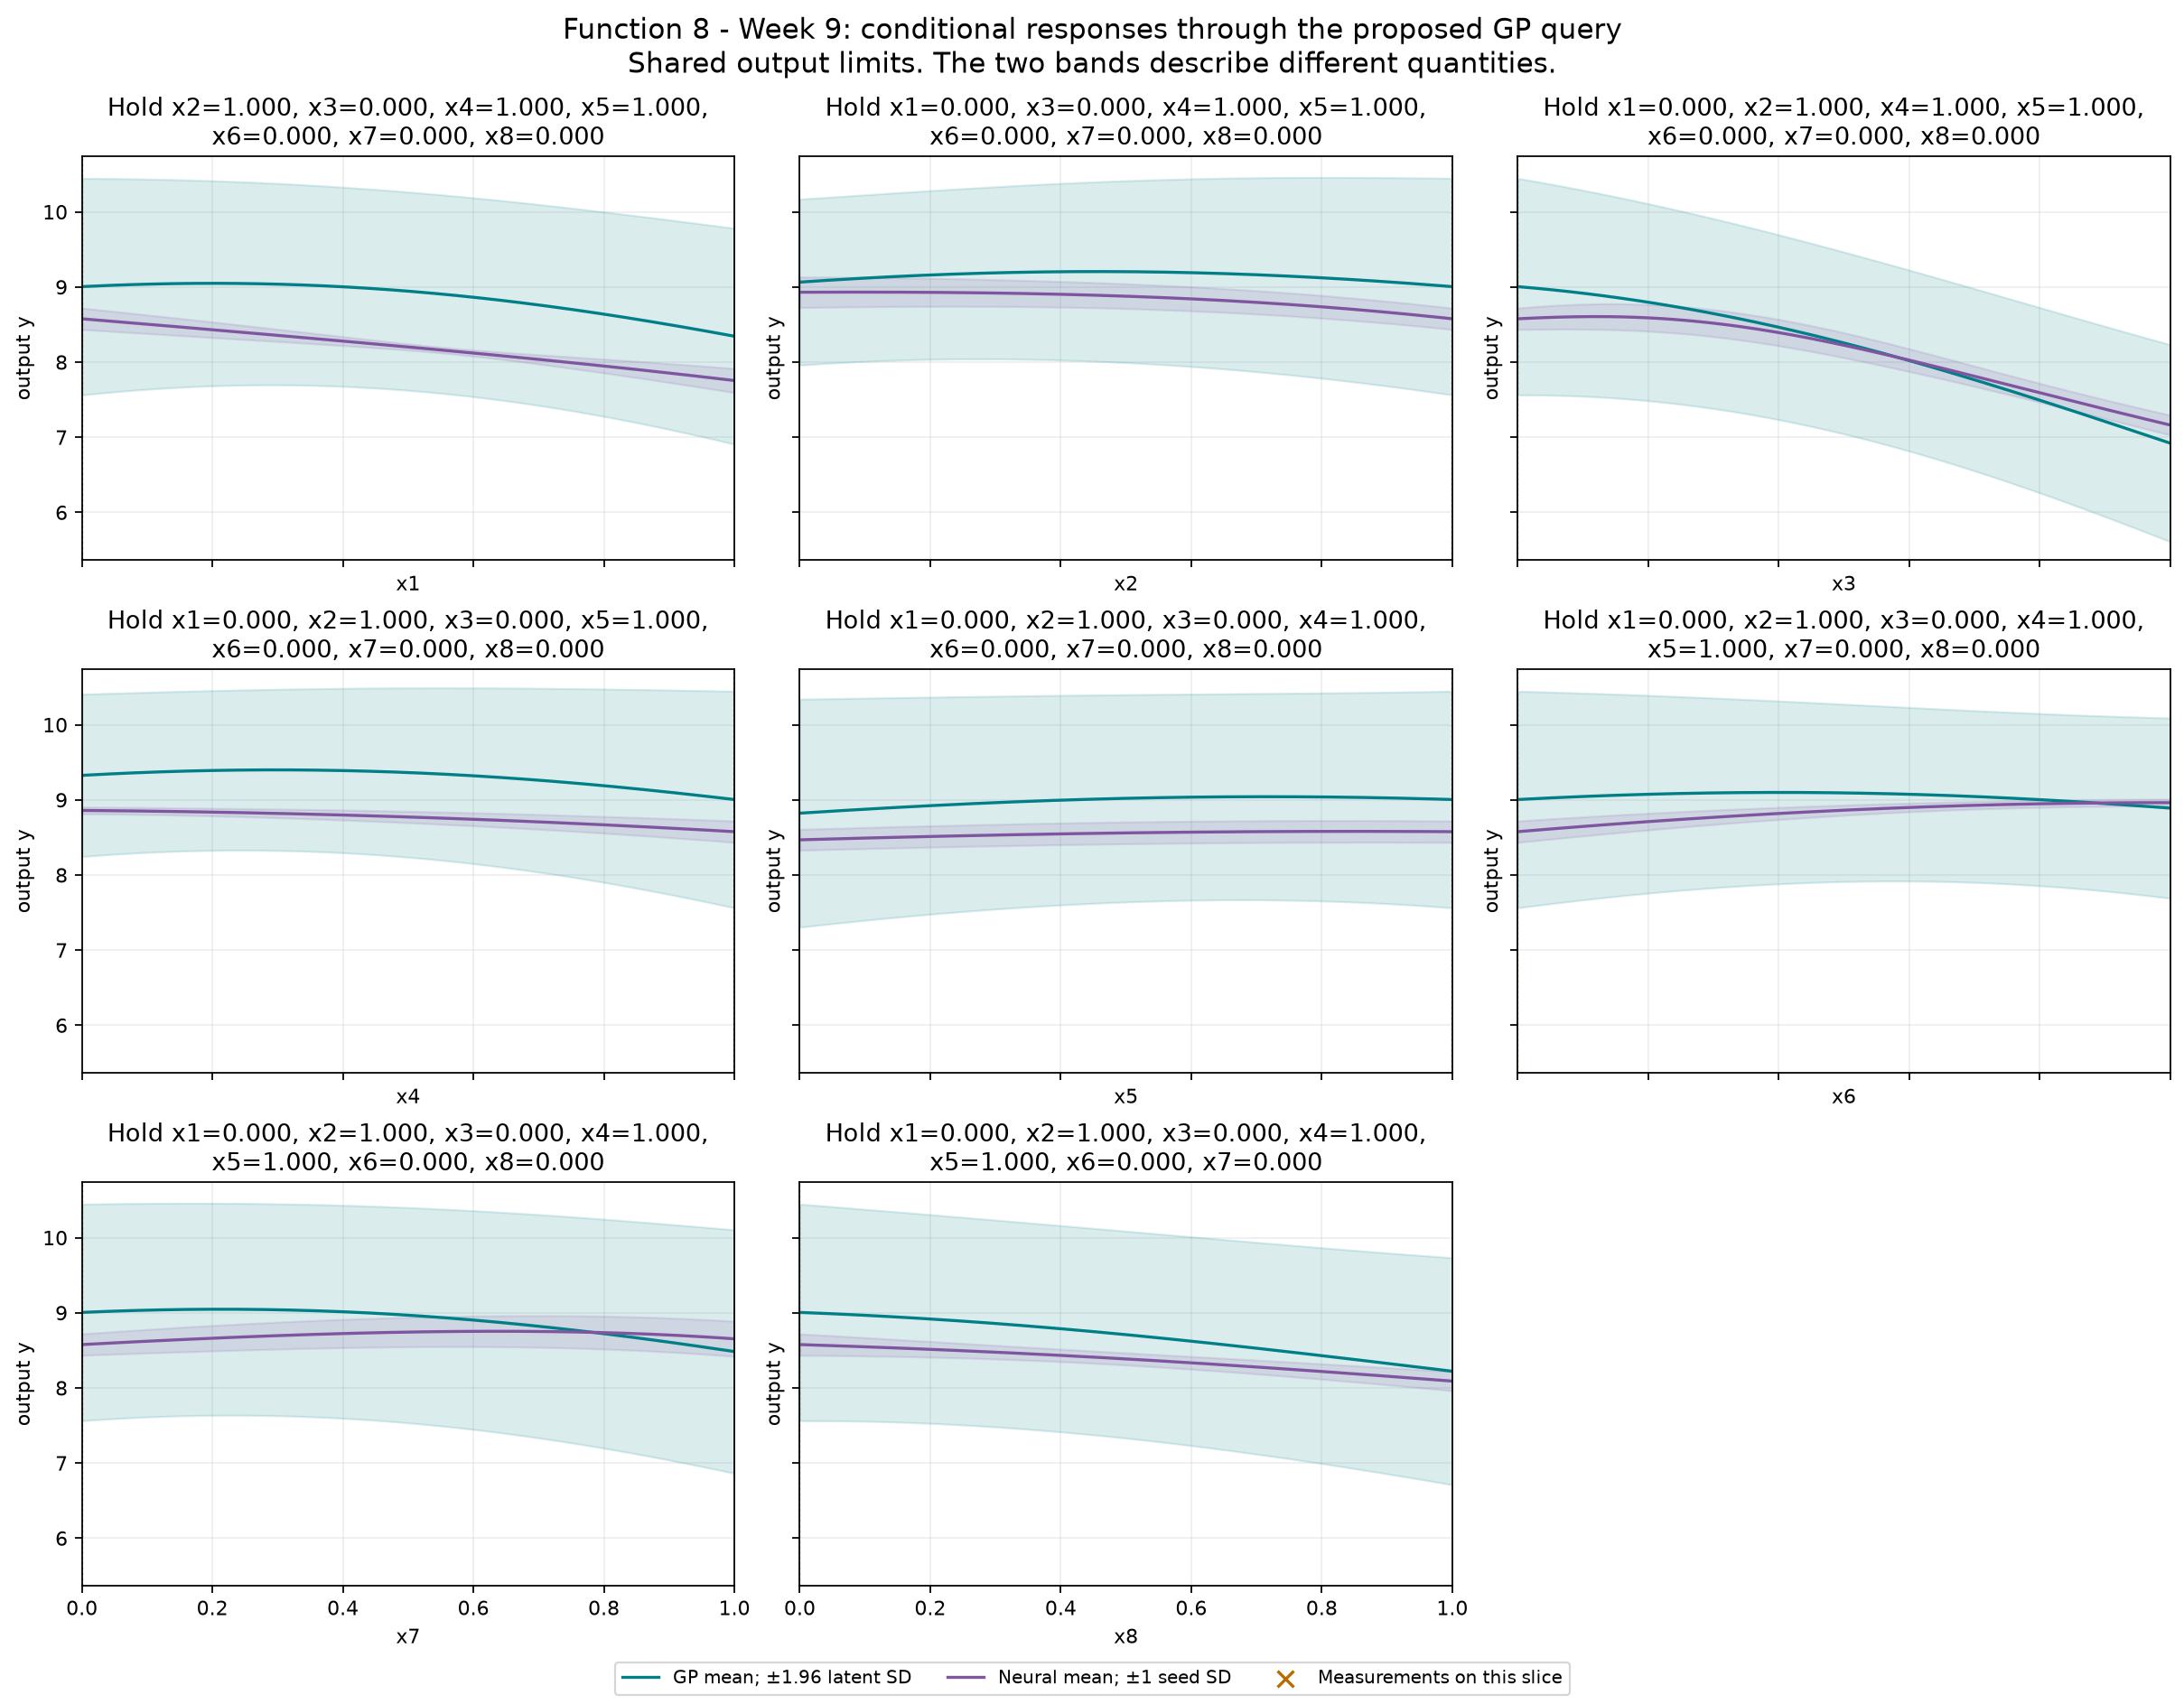 Function 8 - Week 9: conditional responses through the proposed GP query
Shared output limits. The two bands describe different quantities.
Hold x2=1.000, x3=0.000, x4=1.000, x5=1.000,
x6=0.000, x7=0.000, x8=0.000
Hold x1=0.000, x3=0.000, x4=1.000, x5=1.000,
x6=0.000, x7=0.000, x8=0.000
Hold x1=0.000, x2=1.000, x4=1.000, x5=1.000,
x6=0.000, x7=0.000, x8=0.000
output y
10
9
8
7
6
x1
output y
x2
output y
x3
Hold x1=0.000, x2=1.000, x3=0.000, x5=1.000,
x6=0.000, x7=0.000, x8=0.000
Hold x1=0.000, x2=1.000, x3=0.000, x4=1.000,
x6=0.000, x7=0.000, x8=0.000
Hold x1=0.000, x2=1.000, x3=0.000, x4=1.000,
x5=1.000, x7=0.000, x8=0.000
output y
10
9
8
7
6
x4
output y
x5
output y
x6
Hold x1=0.000, x2=1.000, x3=0.000, x4=1.000,
x5=1.000, x6=0.000, x8=0.000
Hold x1=0.000, x2=1.000, x3=0.000, x4=1.000,
x5=1.000, x6=0.000, x7=0.000
output y
10
9
8
7
6
0.0 0.2 0.4 0.6 0.8 1.0
x7
output y
0.0 0.2 0.4 0.6 0.8 1.0
x8
GP mean; ±1.96 latent SD
Neural mean; ±1 seed SD
Measurements on this slice